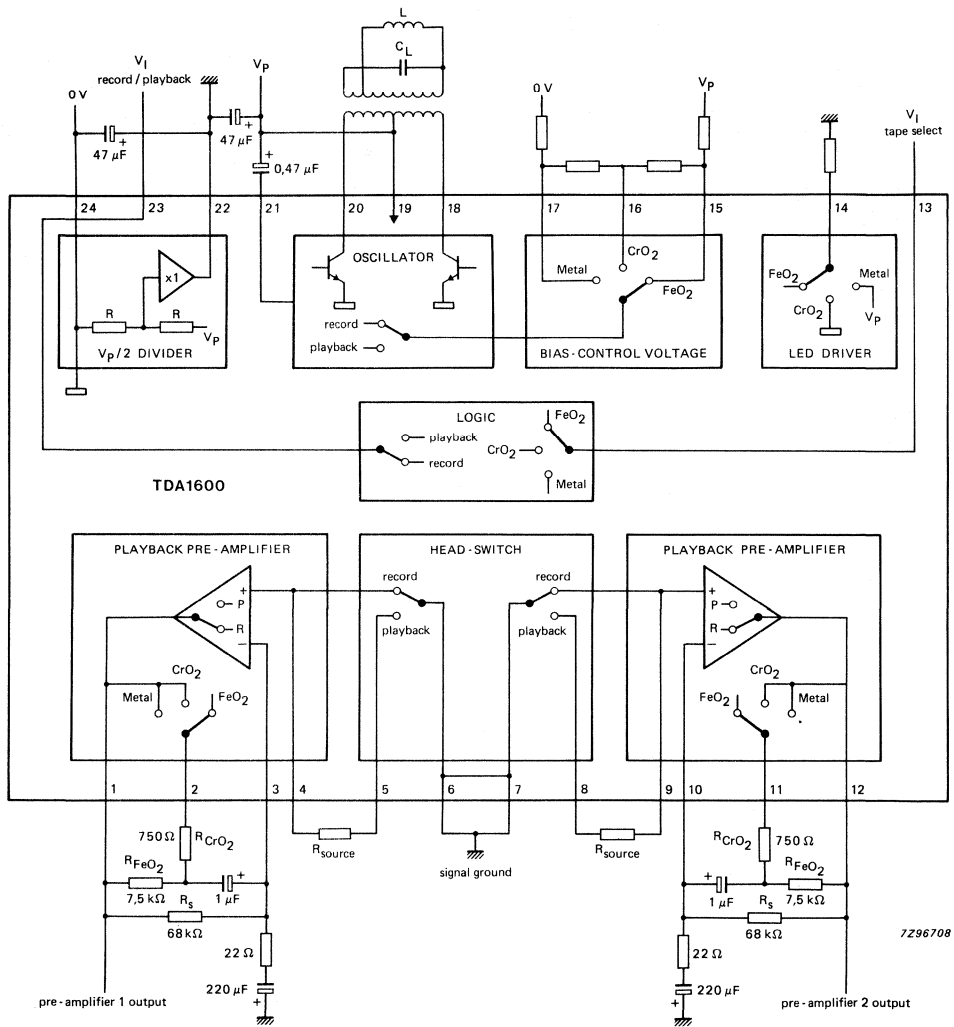 L
C_L
V_I
record / playback
V_P
0 V
47 µF
+
47 µF
+
+
0,47 µF
0 V
V_P
V_I
tape select
24
23
22
21
20
19
18
17
16
15
14
13
x1
R
R
V_P
V_P/2 DIVIDER
OSCILLATOR
record
playback
CrO2
Metal
FeO2
BIAS - CONTROL VOLTAGE
FeO2
Metal
CrO2
V_P
LED DRIVER
LOGIC
playback
record
FeO2
CrO2
Metal
TDA1600
PLAYBACK PRE - AMPLIFIER
+
P
R
−
CrO2
Metal
FeO2
HEAD - SWITCH
record
playback
record
playback
PLAYBACK PRE - AMPLIFIER
+
P
R
−
CrO2
FeO2
Metal
1
2
3
4
5
6
7
8
9
10
11
12
750 Ω
R_CrO2
R_FeO2
7,5 kΩ
+
1 µF
R_s
68 kΩ
22 Ω
220 µF
+
pre - amplifier 1 output
R_source
signal ground
R_source
R_CrO2
750 Ω
R_FeO2
+
1 µF
7,5 kΩ
R_s
68 kΩ
22 Ω
220 µF
+
pre - amplifier 2 output
7Z96708